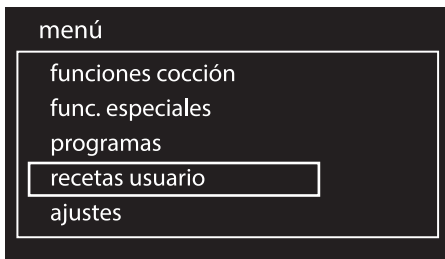 menú
funciones cocción
func. especiales
programas
recetas usuario
ajustes